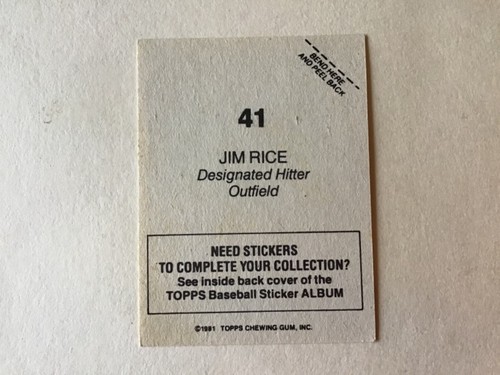 BEND HERE
AND PEEL BACK
41
JIM RICE
Designated Hitter
Outfield
NEED STICKERS
TO COMPLETE YOUR COLLECTION?
See inside back cover of the
TOPPS Baseball Sticker ALBUM
©1981 TOPPS CHEWING GUM, INC.